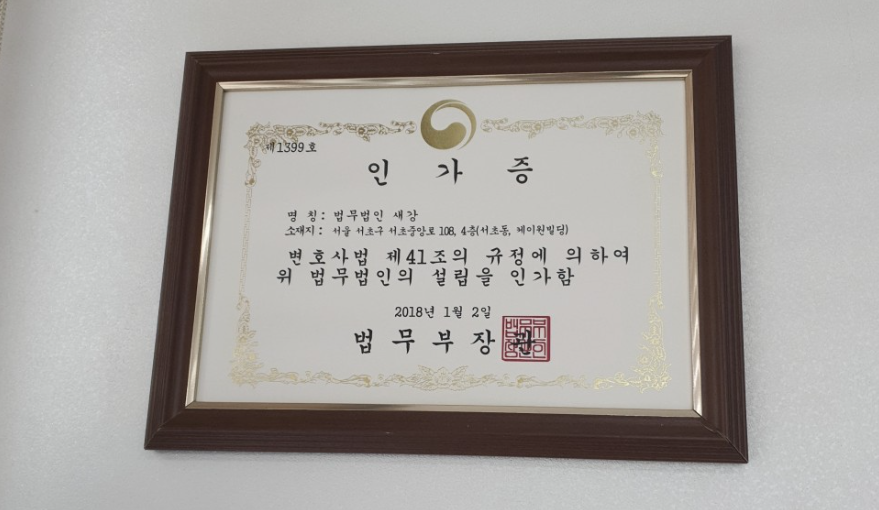 제1399호
인 가 증
명 칭 : 법무법인 새강
소재지 : 서울 서초구 서초중앙로 108, 4층(서초동, 제이원빌딩)
변호사법 제41조의 규정에 의하여
위 법무법인의 설립을 인가함
2018년 1월 2일
법 무 부 장 관